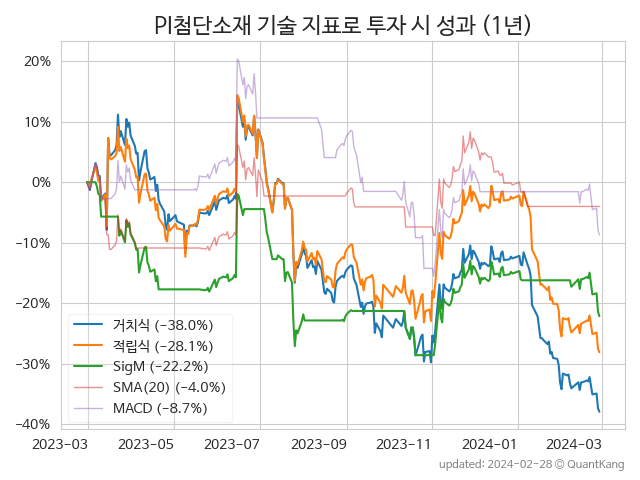 PI첨단소재 기술 지표로 투자 시 성과 (1년)
20%
10%
0%
−10%
−20%
−30%
−40%
거치식 (−38.0%)
적립식 (−28.1%)
SigM (−22.2%)
SMA(20) (−4.0%)
MACD (−8.7%)
2023−03
2023−05
2023−07
2023−09
2023−11
2024−01
2024−03
updated: 2024−02−28 ⓒ QuantKang